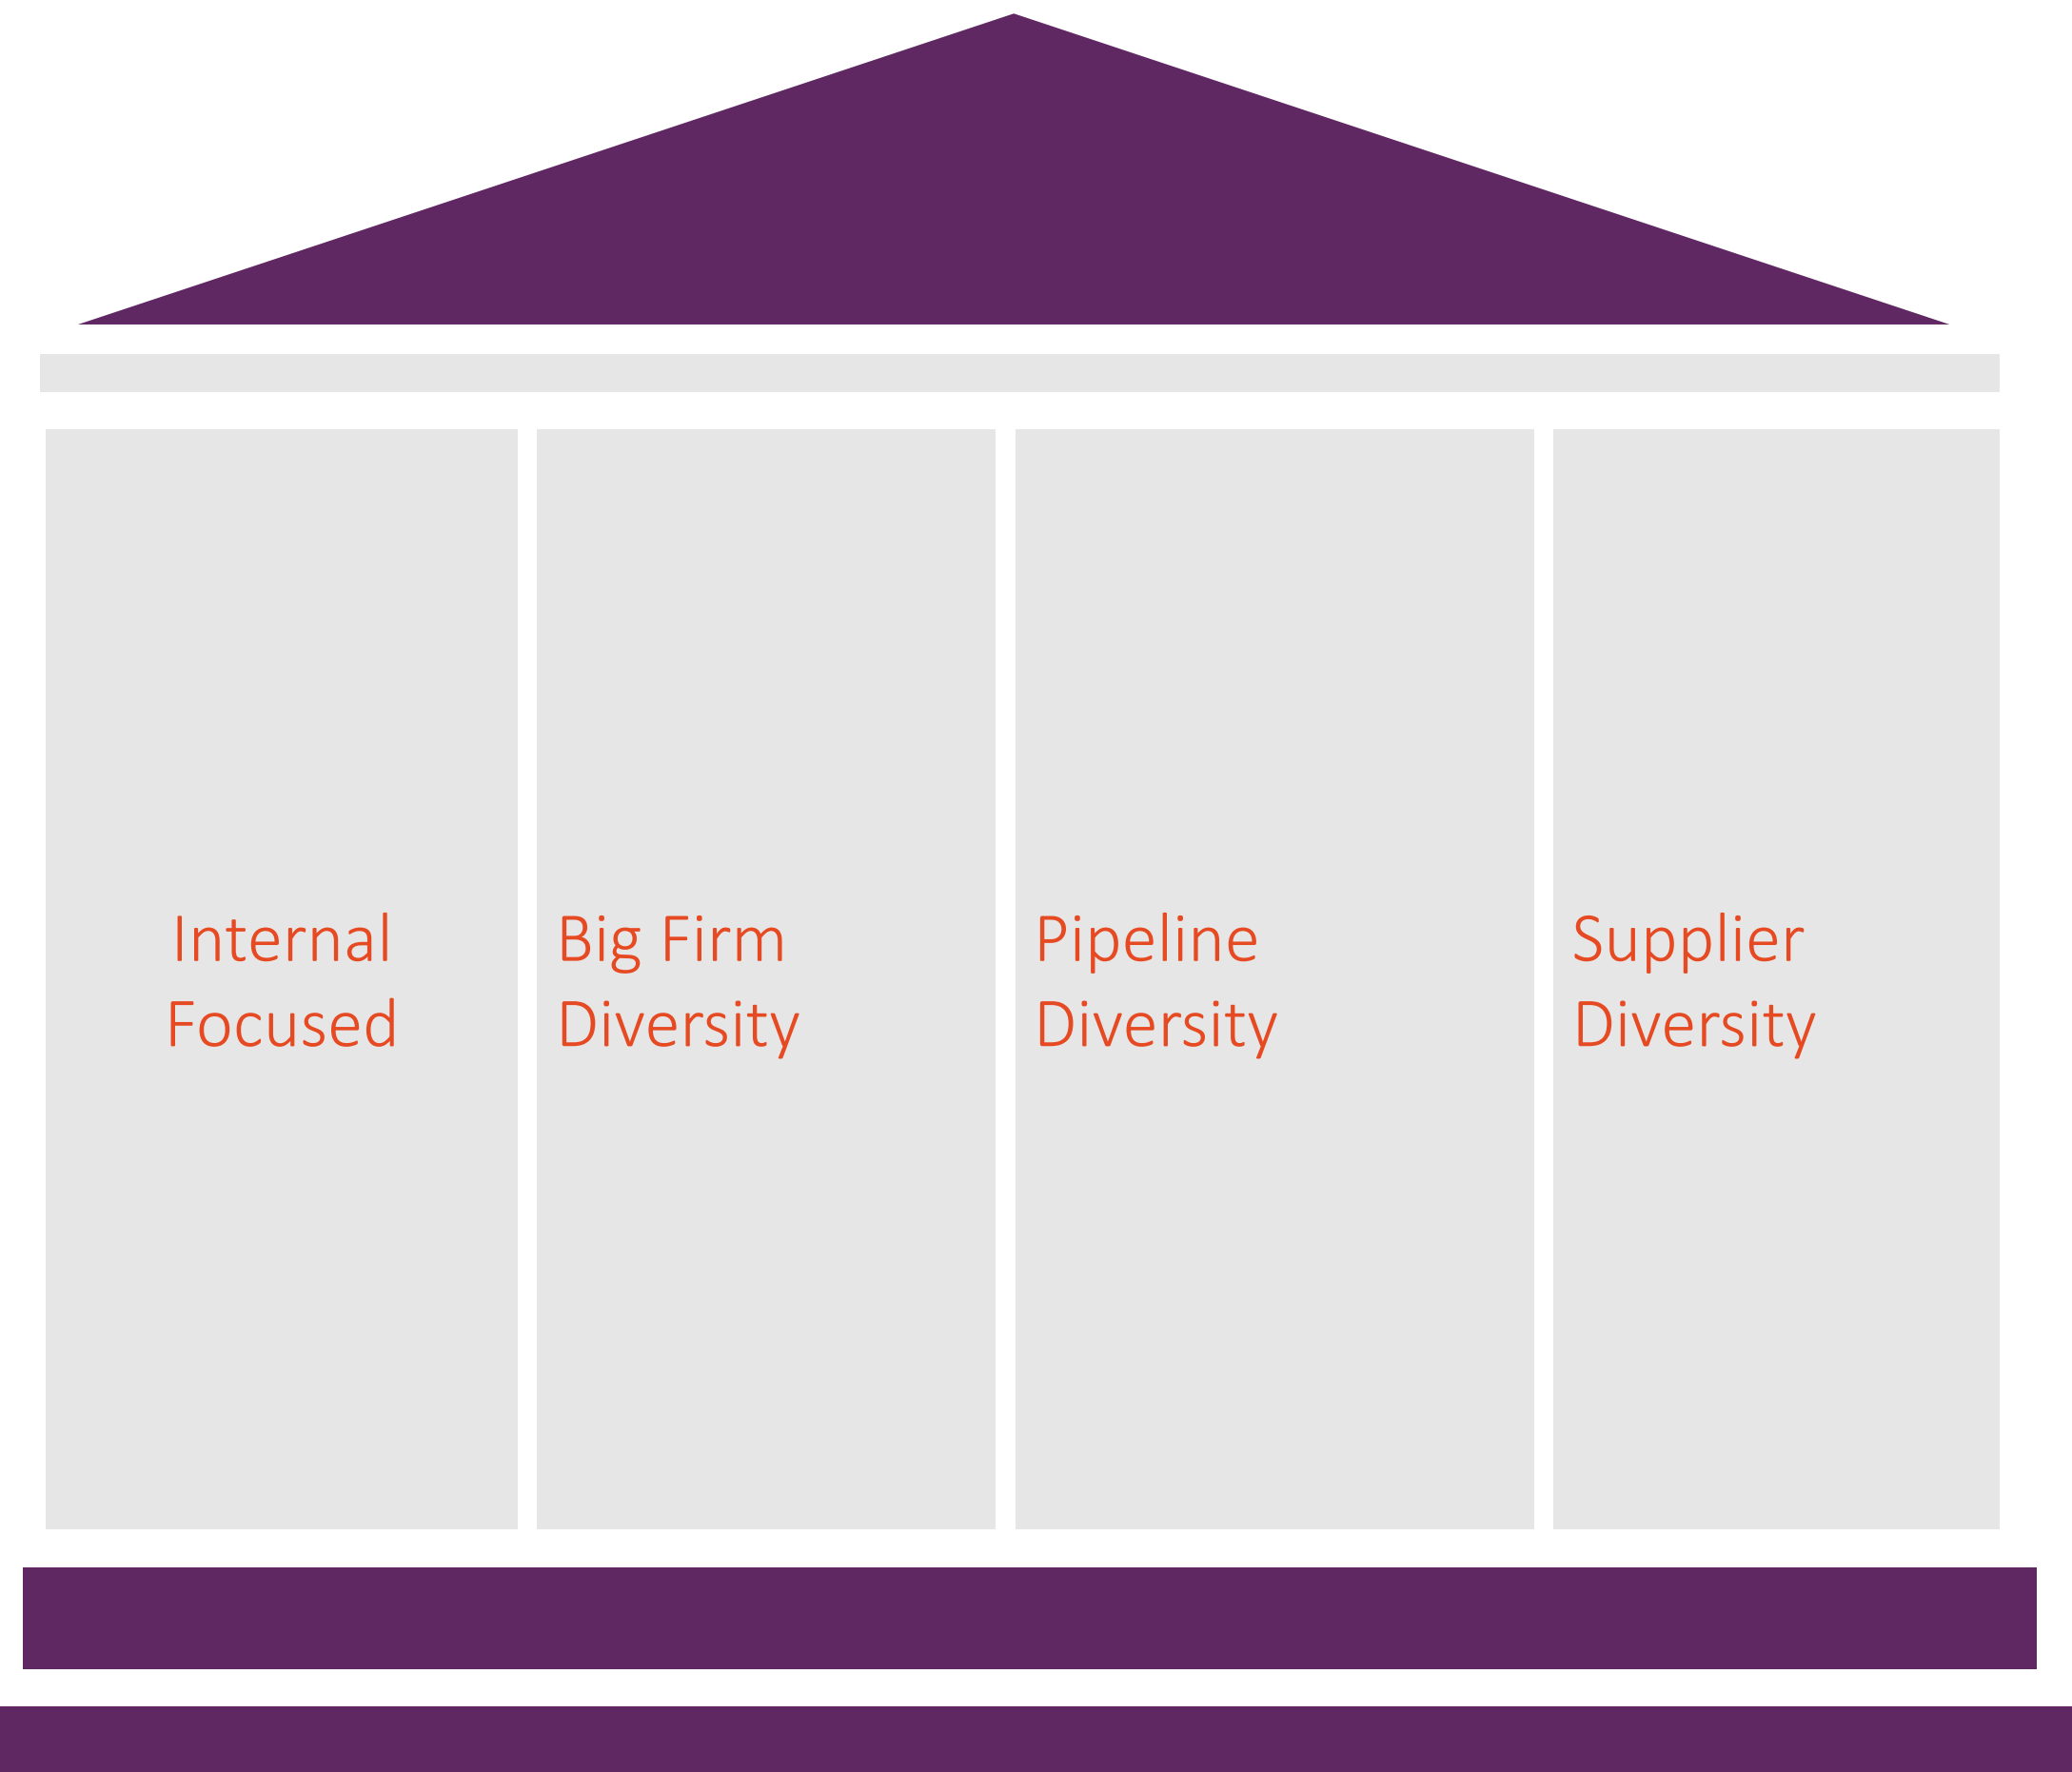 Internal
Focused
Big Firm
Diversity
Pipeline
Diversity
Supplier
Diversity